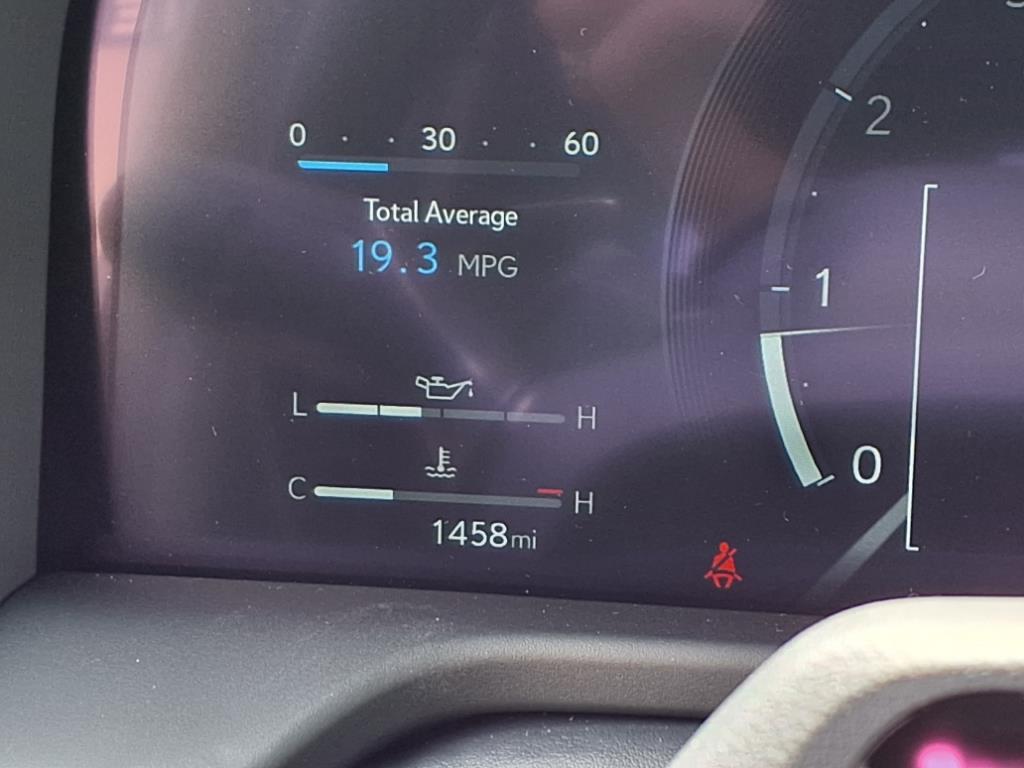 0 30 60
Total Average
19.3 MPG
2
1
L H
0
C H
1458mi